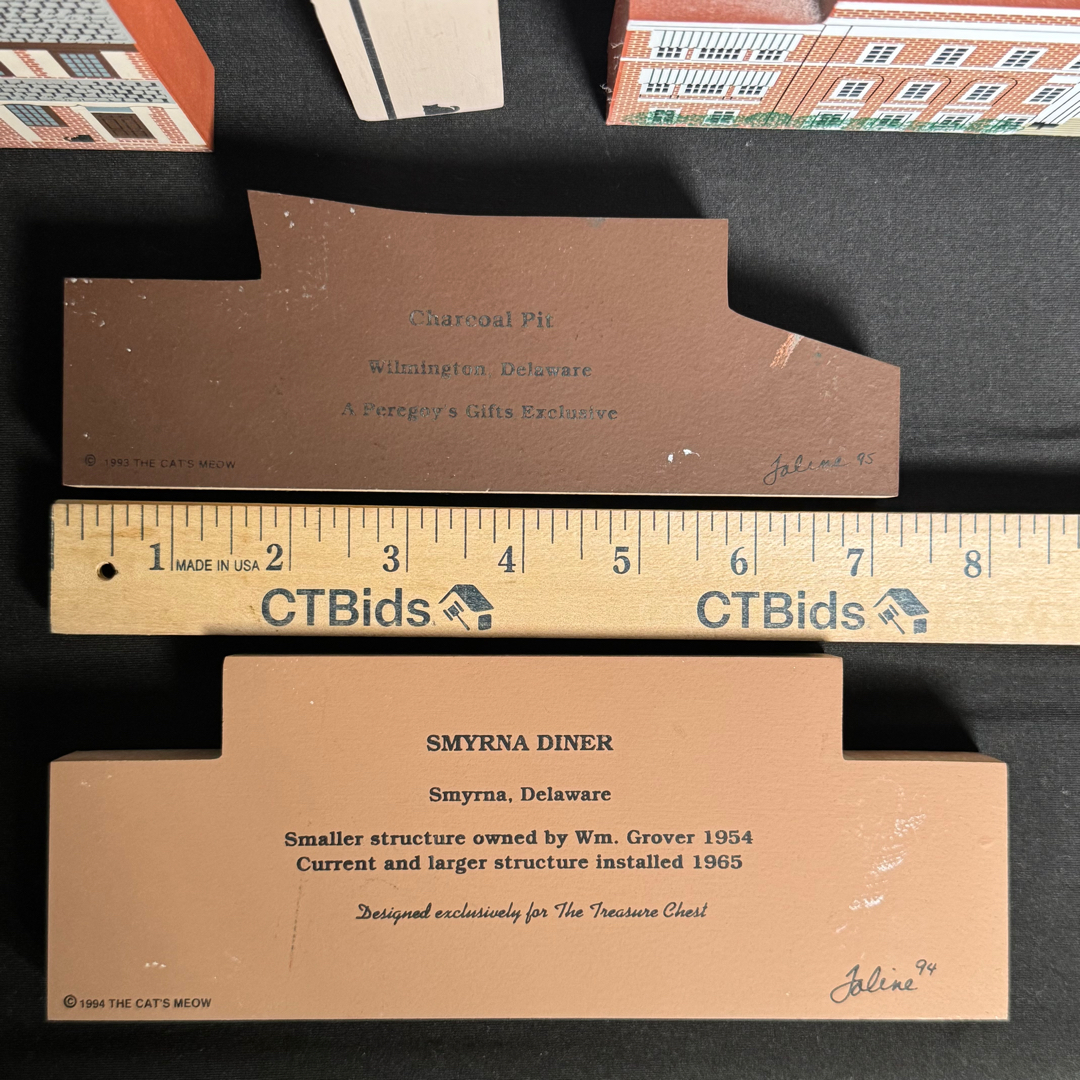 Charcoal Pit
Wilmington, Delaware
A Peregoy's Gifts Exclusive
© 1993 THE CAT'S MEOW
Faline 95
1 MADE IN USA 2 3 4 5 6 7 8
CTBids CTBids
SMYRNA DINER
Smyrna, Delaware
Smaller structure owned by Wm. Grover 1954
Current and larger structure installed 1965
Designed exclusively for The Treasure Chest
Faline 94
© 1994 THE CAT'S MEOW